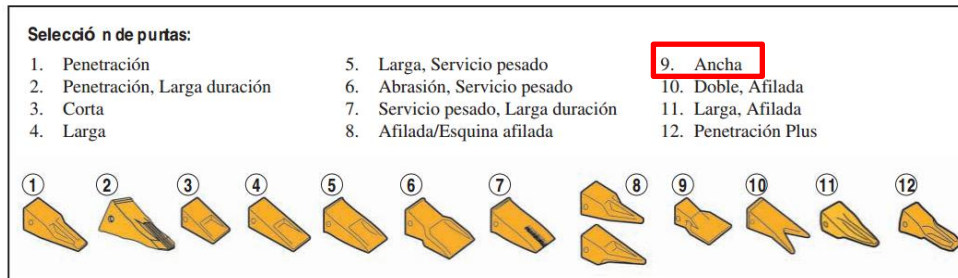 Selecció n de puntas:
1. Penetración
2. Penetración, Larga duración
3. Corta
4. Larga
5. Larga, Servicio pesado
6. Abrasión, Servicio pesado
7. Servicio pesado, Larga duración
8. Afilada/Esquina afilada
9. Ancha
10. Doble, Afilada
11. Larga, Afilada
12. Penetración Plus
1 2 3 4 5 6 7 8 9 10 11 12